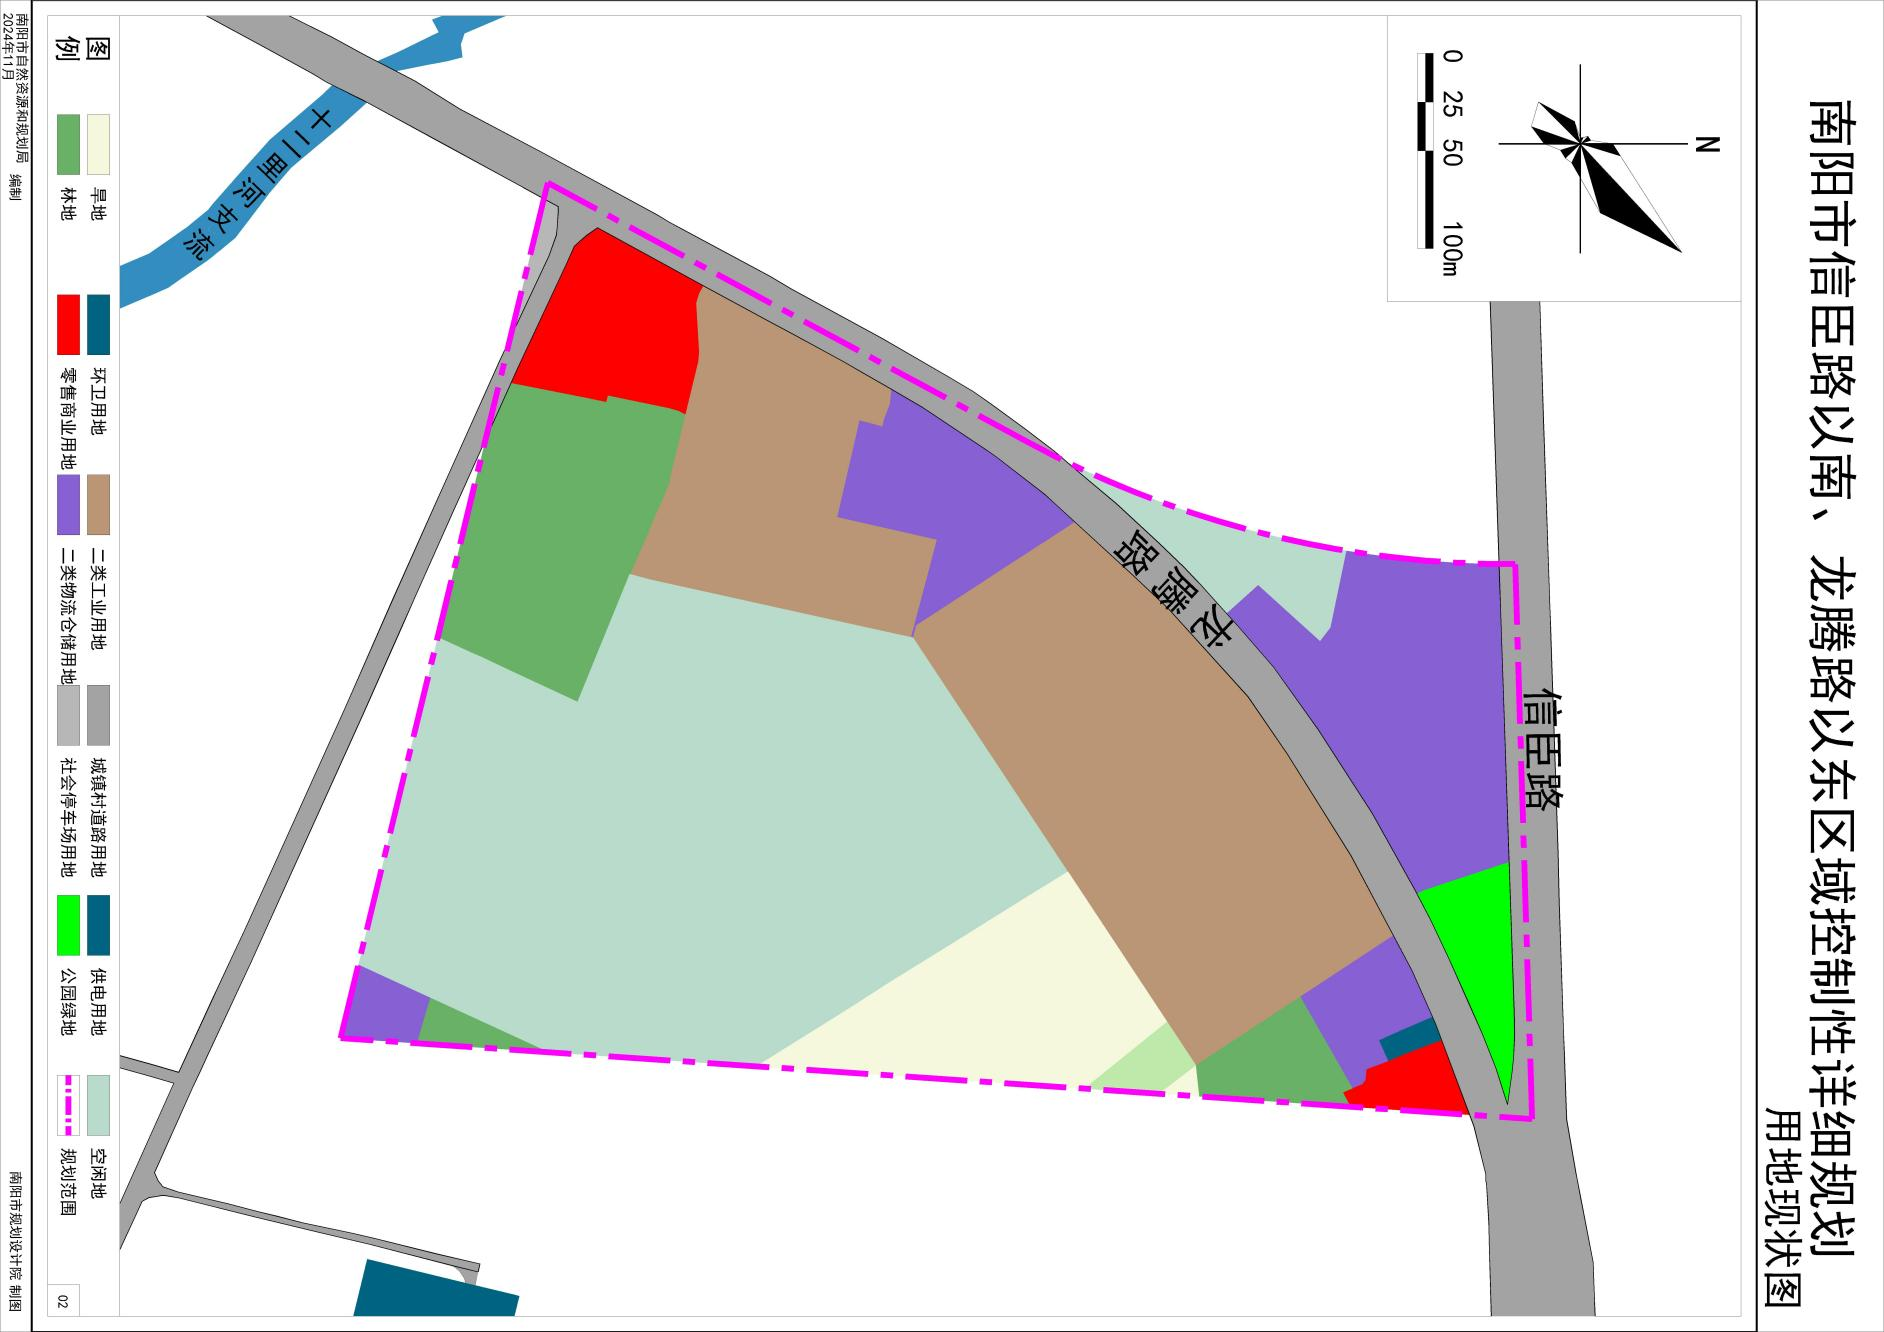 南阳市信臣路以南、龙腾路以东区域控制性详细规划
用地现状图
N
0 25 50 100m
信臣路
龙腾路
十二里河支流
图例
旱地
环卫用地
二类工业用地
城镇村道路用地
供电用地
空闲地
林地
零售商业用地
二类物流仓储用地
社会停车场用地
公园绿地
规划范围
02
南阳市自然资源和规划局 编制
2024年11月
南阳市规划设计院 制图